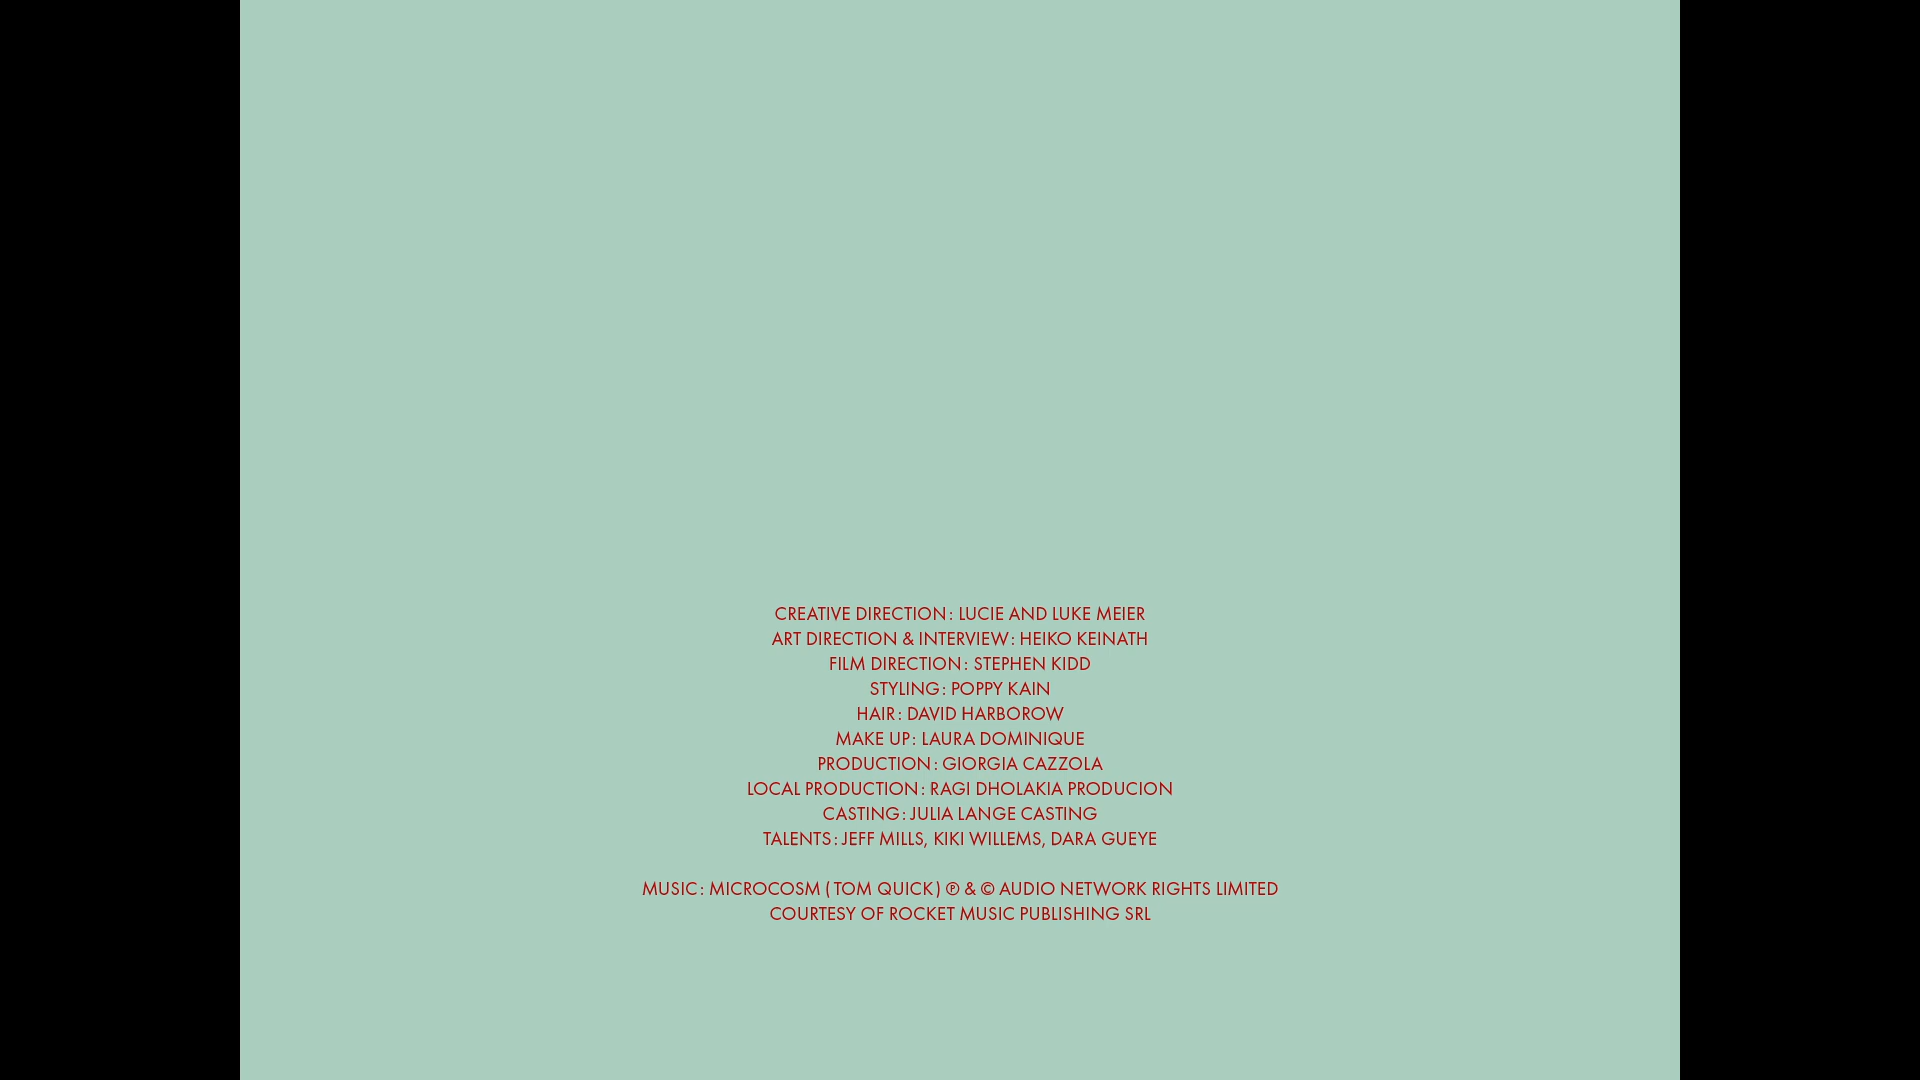 CREATIVE DIRECTION: LUCIE AND LUKE MEIER
ART DIRECTION & INTERVIEW: HEIKO KEINATH
FILM DIRECTION: STEPHEN KIDD
STYLING: POPPY KAIN
HAIR: DAVID HARBOROW
MAKE UP: LAURA DOMINIQUE
PRODUCTION: GIORGIA CAZZOLA
LOCAL PRODUCTION: RAGI DHOLAKIA PRODUCION
CASTING: JULIA LANGE CASTING
TALENTS: JEFF MILLS, KIKI WILLEMS, DARA GUEYE
MUSIC: MICROCOSM (TOM QUICK) ℗ & © AUDIO NETWORK RIGHTS LIMITED
COURTESY OF ROCKET MUSIC PUBLISHING SRL